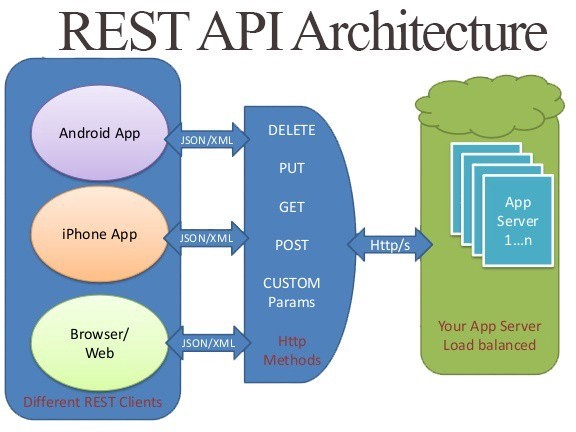 REST API Architecture
Android App
JSON/XML
iPhone App
JSON/XML
Browser/
Web
JSON/XML
Different REST Clients
DELETE
PUT
GET
POST
CUSTOM
Params
Http
Methods
Http/s
App
Server
1...n
Your App Server
Load balanced